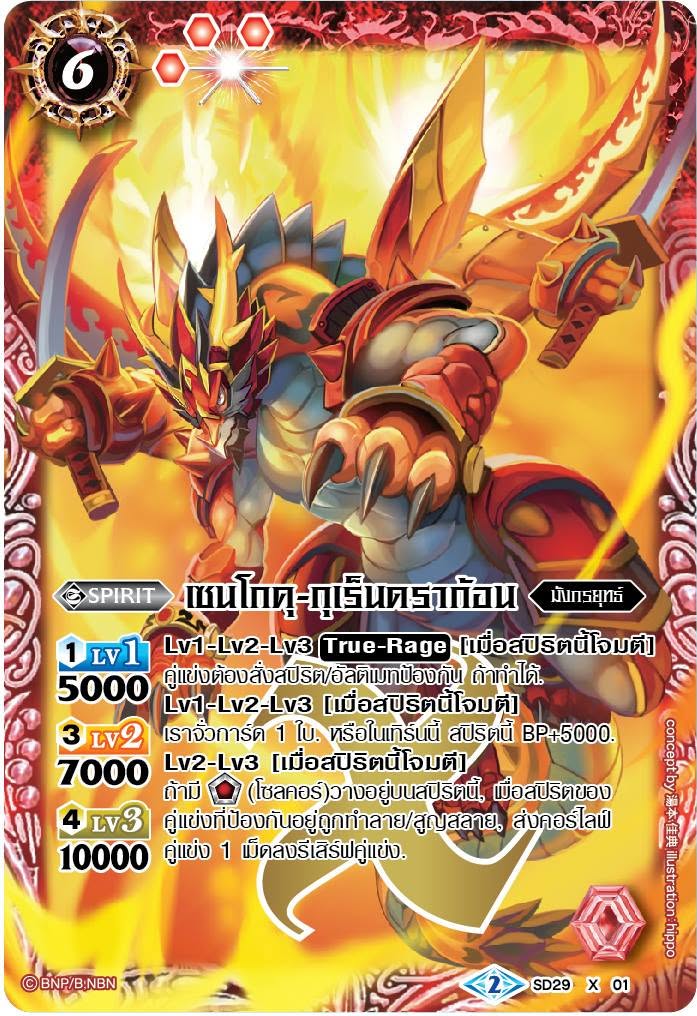 6
SPIRIT เซนโกคุ-กุเร็นดราก้อน มังกรยุทธ์
1 LV1
5000
3 LV2
7000
4 LV3
10000
Lv1-Lv2-Lv3 True-Rage [เมื่อสปิริตนี้โจมตี]
คู่แข่งต้องสั่งสปิริต/อัลติเมทป้องกัน ถ้าทำได้.
Lv1-Lv2-Lv3 [เมื่อสปิริตนี้โจมตี]
เราจั่วการ์ด 1 ใบ. หรือในเทิร์นนี้ สปิริตนี้ BP+5000.
Lv2-Lv3 [เมื่อสปิริตนี้โจมตี]
ถ้ามี (โซลคอร์)วางอยู่บนสปิริตนี้, เมื่อสปิริตของ
คู่แข่งที่ป้องกันอยู่ถูกทำลาย/สูญสลาย, ส่งคอร์ไลฟ์
คู่แข่ง 1 เม็ดลงรีเสิร์ฟคู่แข่ง.
concept by 湯本佳典 illustration : hippo
X
©BNP/B,NBN
2
SD29 X 01